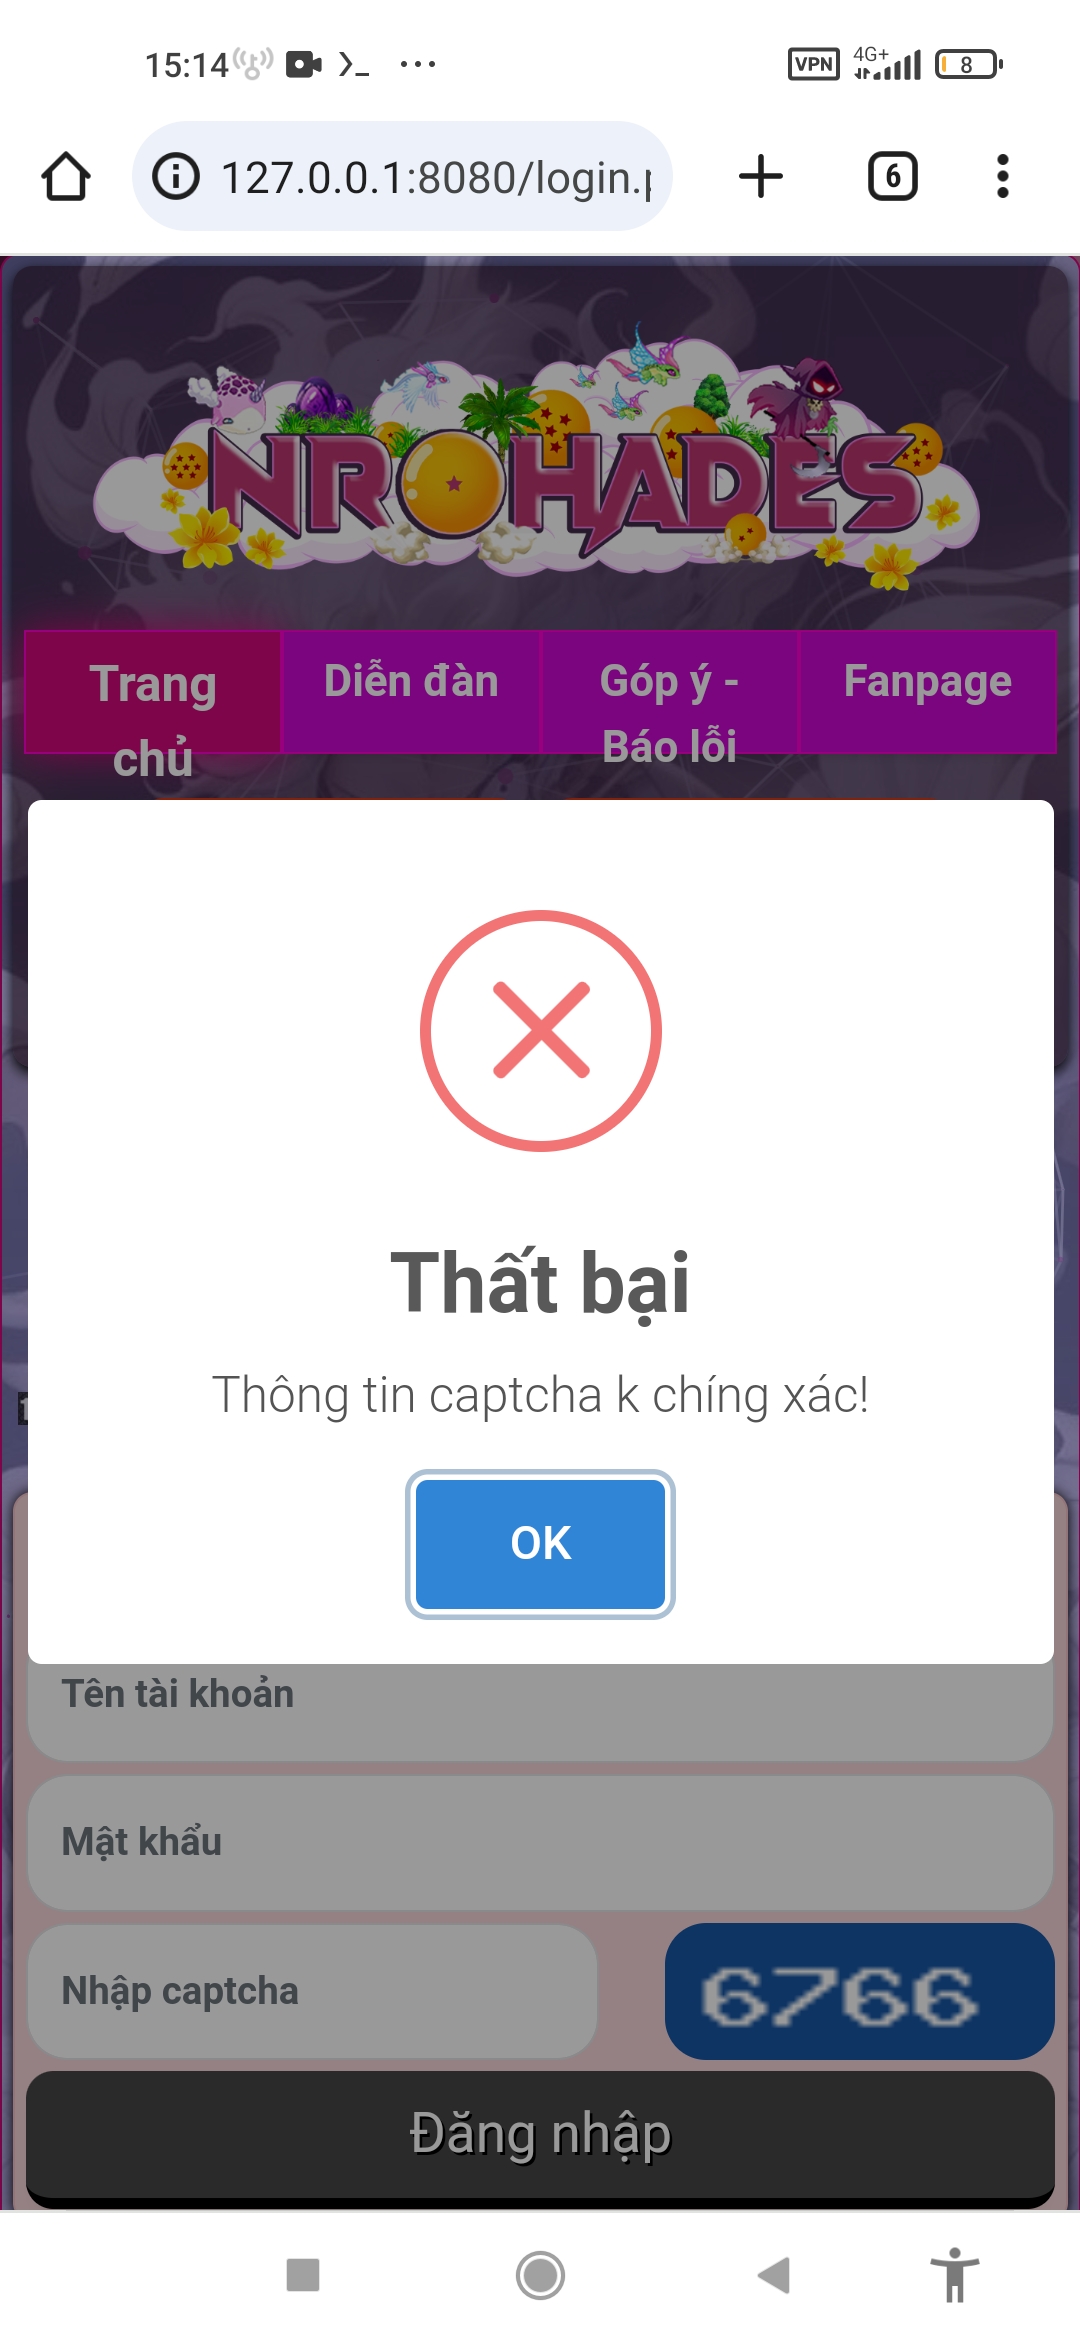 15:14 VPN 4G+ 8
127.0.0.1:8080/login.
6
NROHADES
Trang chủ
Diễn đàn
Góp ý - Báo lỗi
Fanpage
Thất bại
Thông tin captcha k chíng xác!
OK
Tên tài khoản
Mật khẩu
Nhập captcha
6766
Đăng nhập